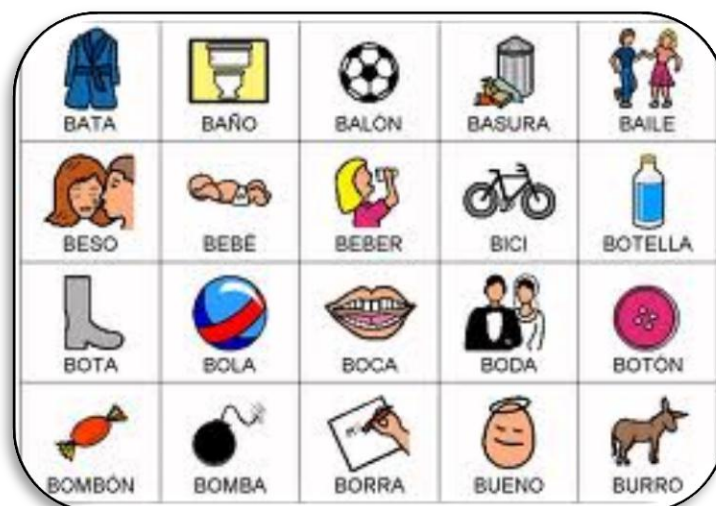 BATA BAÑO BALÓN BASURA BAILE
BESO BEBÉ BEBER BICI BOTELLA
BOTA BOLA BOCA BODA BOTÓN
BOMBÓN BOMBA BORRA BUENO BURRO